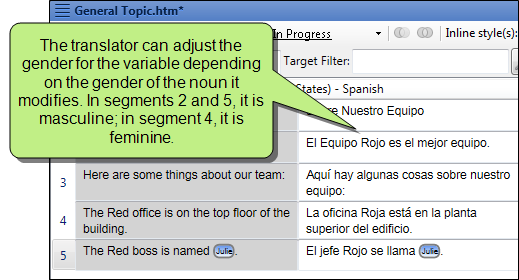 General Topic.htm*
In Progress
Inline style(s):
Target Filter:
The translator can adjust the
gender for the variable depending
on the gender of the noun it
modifies. In segments 2 and 5, it is
masculine; in segment 4, it is
feminine.
States) - Spanish
re Nuestro Equipo
El Equipo Rojo es el mejor equipo.
3 Here are some things about our team: Aquí hay algunas cosas sobre nuestro
equipo:
4 The Red office is on the top floor of the La oficina Roja está en la planta
building. superior del edificio.
5 The Red boss is named Julie. El jefe Rojo se llama Julie.